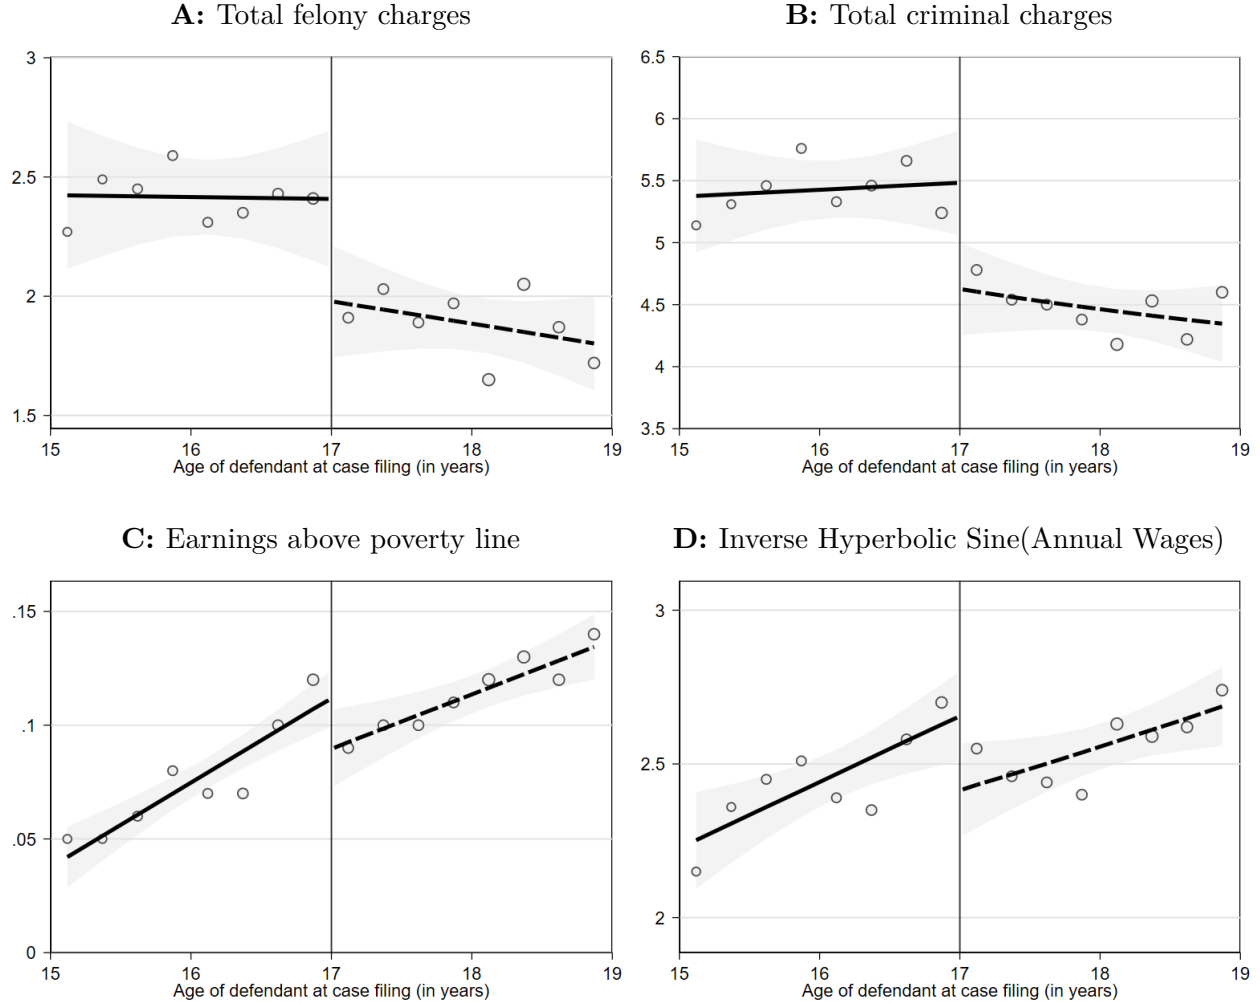 A: Total felony charges
3
2.5
2
1.5
15 16 17 18 19
Age of defendant at case filing (in years)
B: Total criminal charges
6.5
6
5.5
5
4.5
4
3.5
15 16 17 18 19
Age of defendant at case filing (in years)
C: Earnings above poverty line
.15
.1
.05
0
15 16 17 18 19
Age of defendant at case filing (in years)
D: Inverse Hyperbolic Sine(Annual Wages)
3
2.5
2
15 16 17 18 19
Age of defendant at case filing (in years)